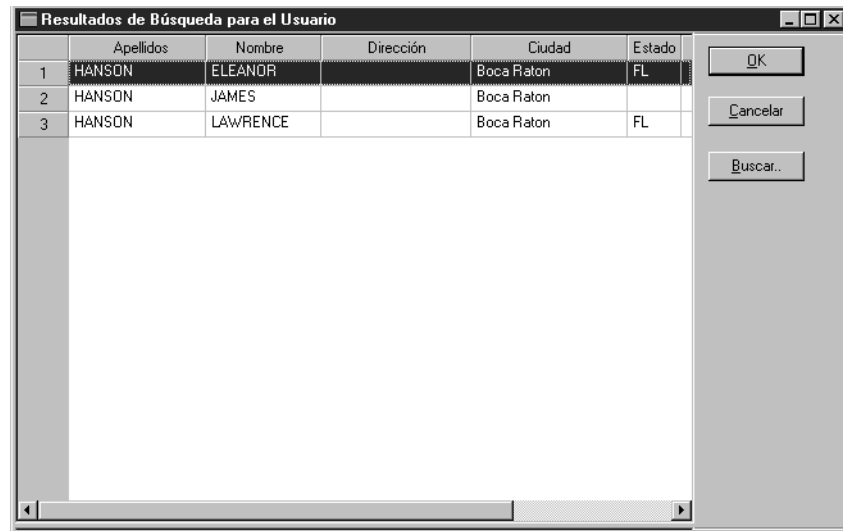 Resultados de Búsqueda para el Usuario
Apellidos Nombre Dirección Ciudad Estado
1 HANSON ELEANOR Boca Raton FL
2 HANSON JAMES Boca Raton
3 HANSON LAWRENCE Boca Raton FL
OK
Cancelar
Buscar..